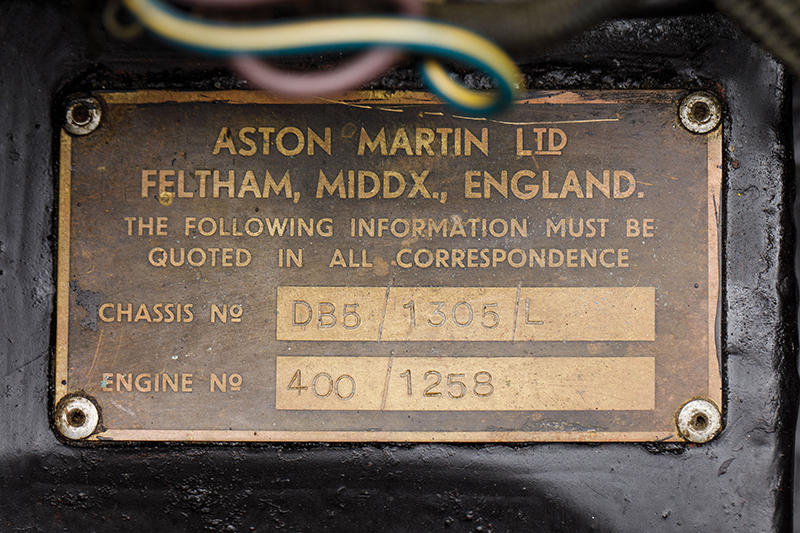 ASTON MARTIN LTD
FELTHAM, MIDDX., ENGLAND.
THE FOLLOWING INFORMATION MUST BE
QUOTED IN ALL CORRESPONDENCE
CHASSIS Nº DB5/1305/L
ENGINE Nº 400/1258